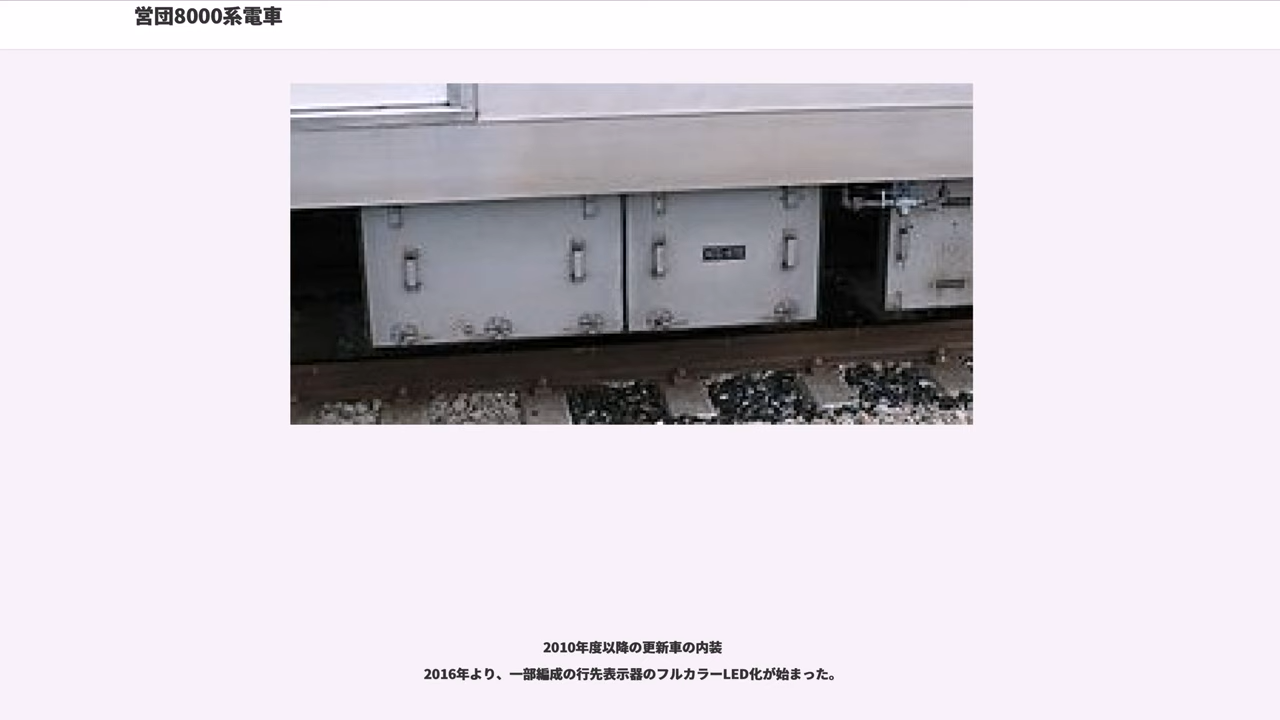 営団8000系電車
2010年度以降の更新車の内装
2016年より、一部編成の行先表示器のフルカラーLED化が始まった。